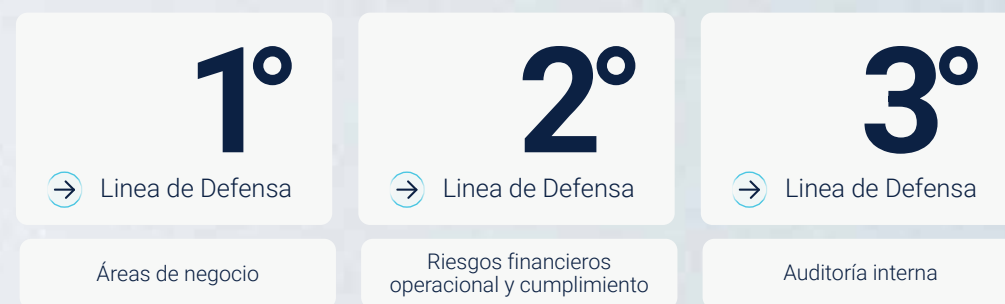 1°
Linea de Defensa
Áreas de negocio
2°
Linea de Defensa
Riesgos financieros
operacional y cumplimiento
3°
Linea de Defensa
Auditoría interna